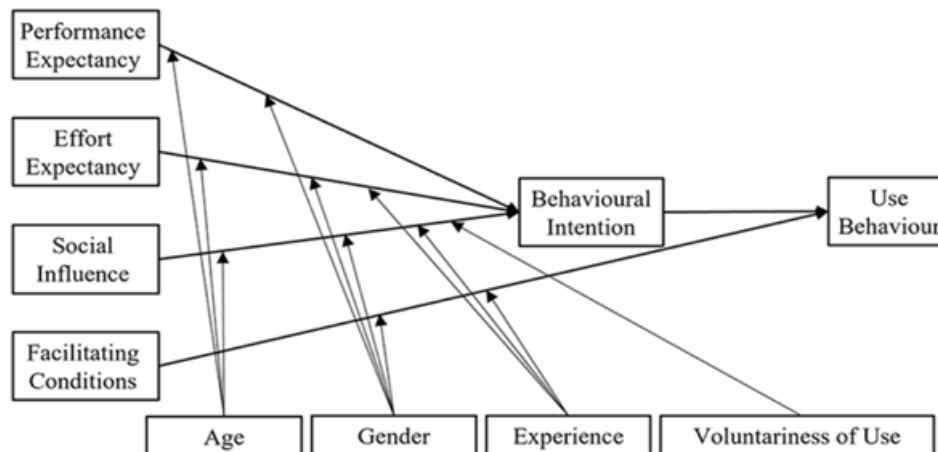 Performance
Expectancy
Effort
Expectancy
Social
Influence
Facilitating
Conditions
Behavioural
Intention
Use
Behaviour
Age
Gender
Experience
Voluntariness of Use